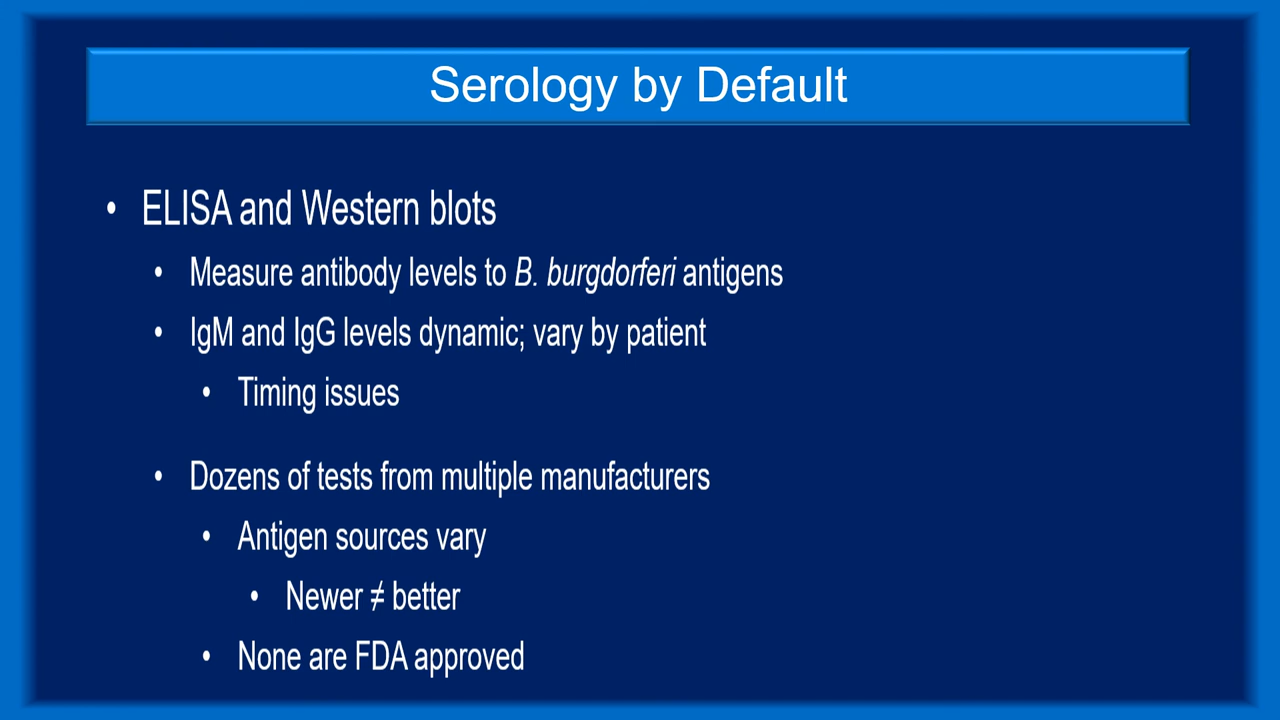 Serology by Default
• ELISA and Western blots
• Measure antibody levels to B. burgdorferi antigens
• IgM and IgG levels dynamic; vary by patient
• Timing issues
• Dozens of tests from multiple manufacturers
• Antigen sources vary
• Newer ≠ better
• None are FDA approved